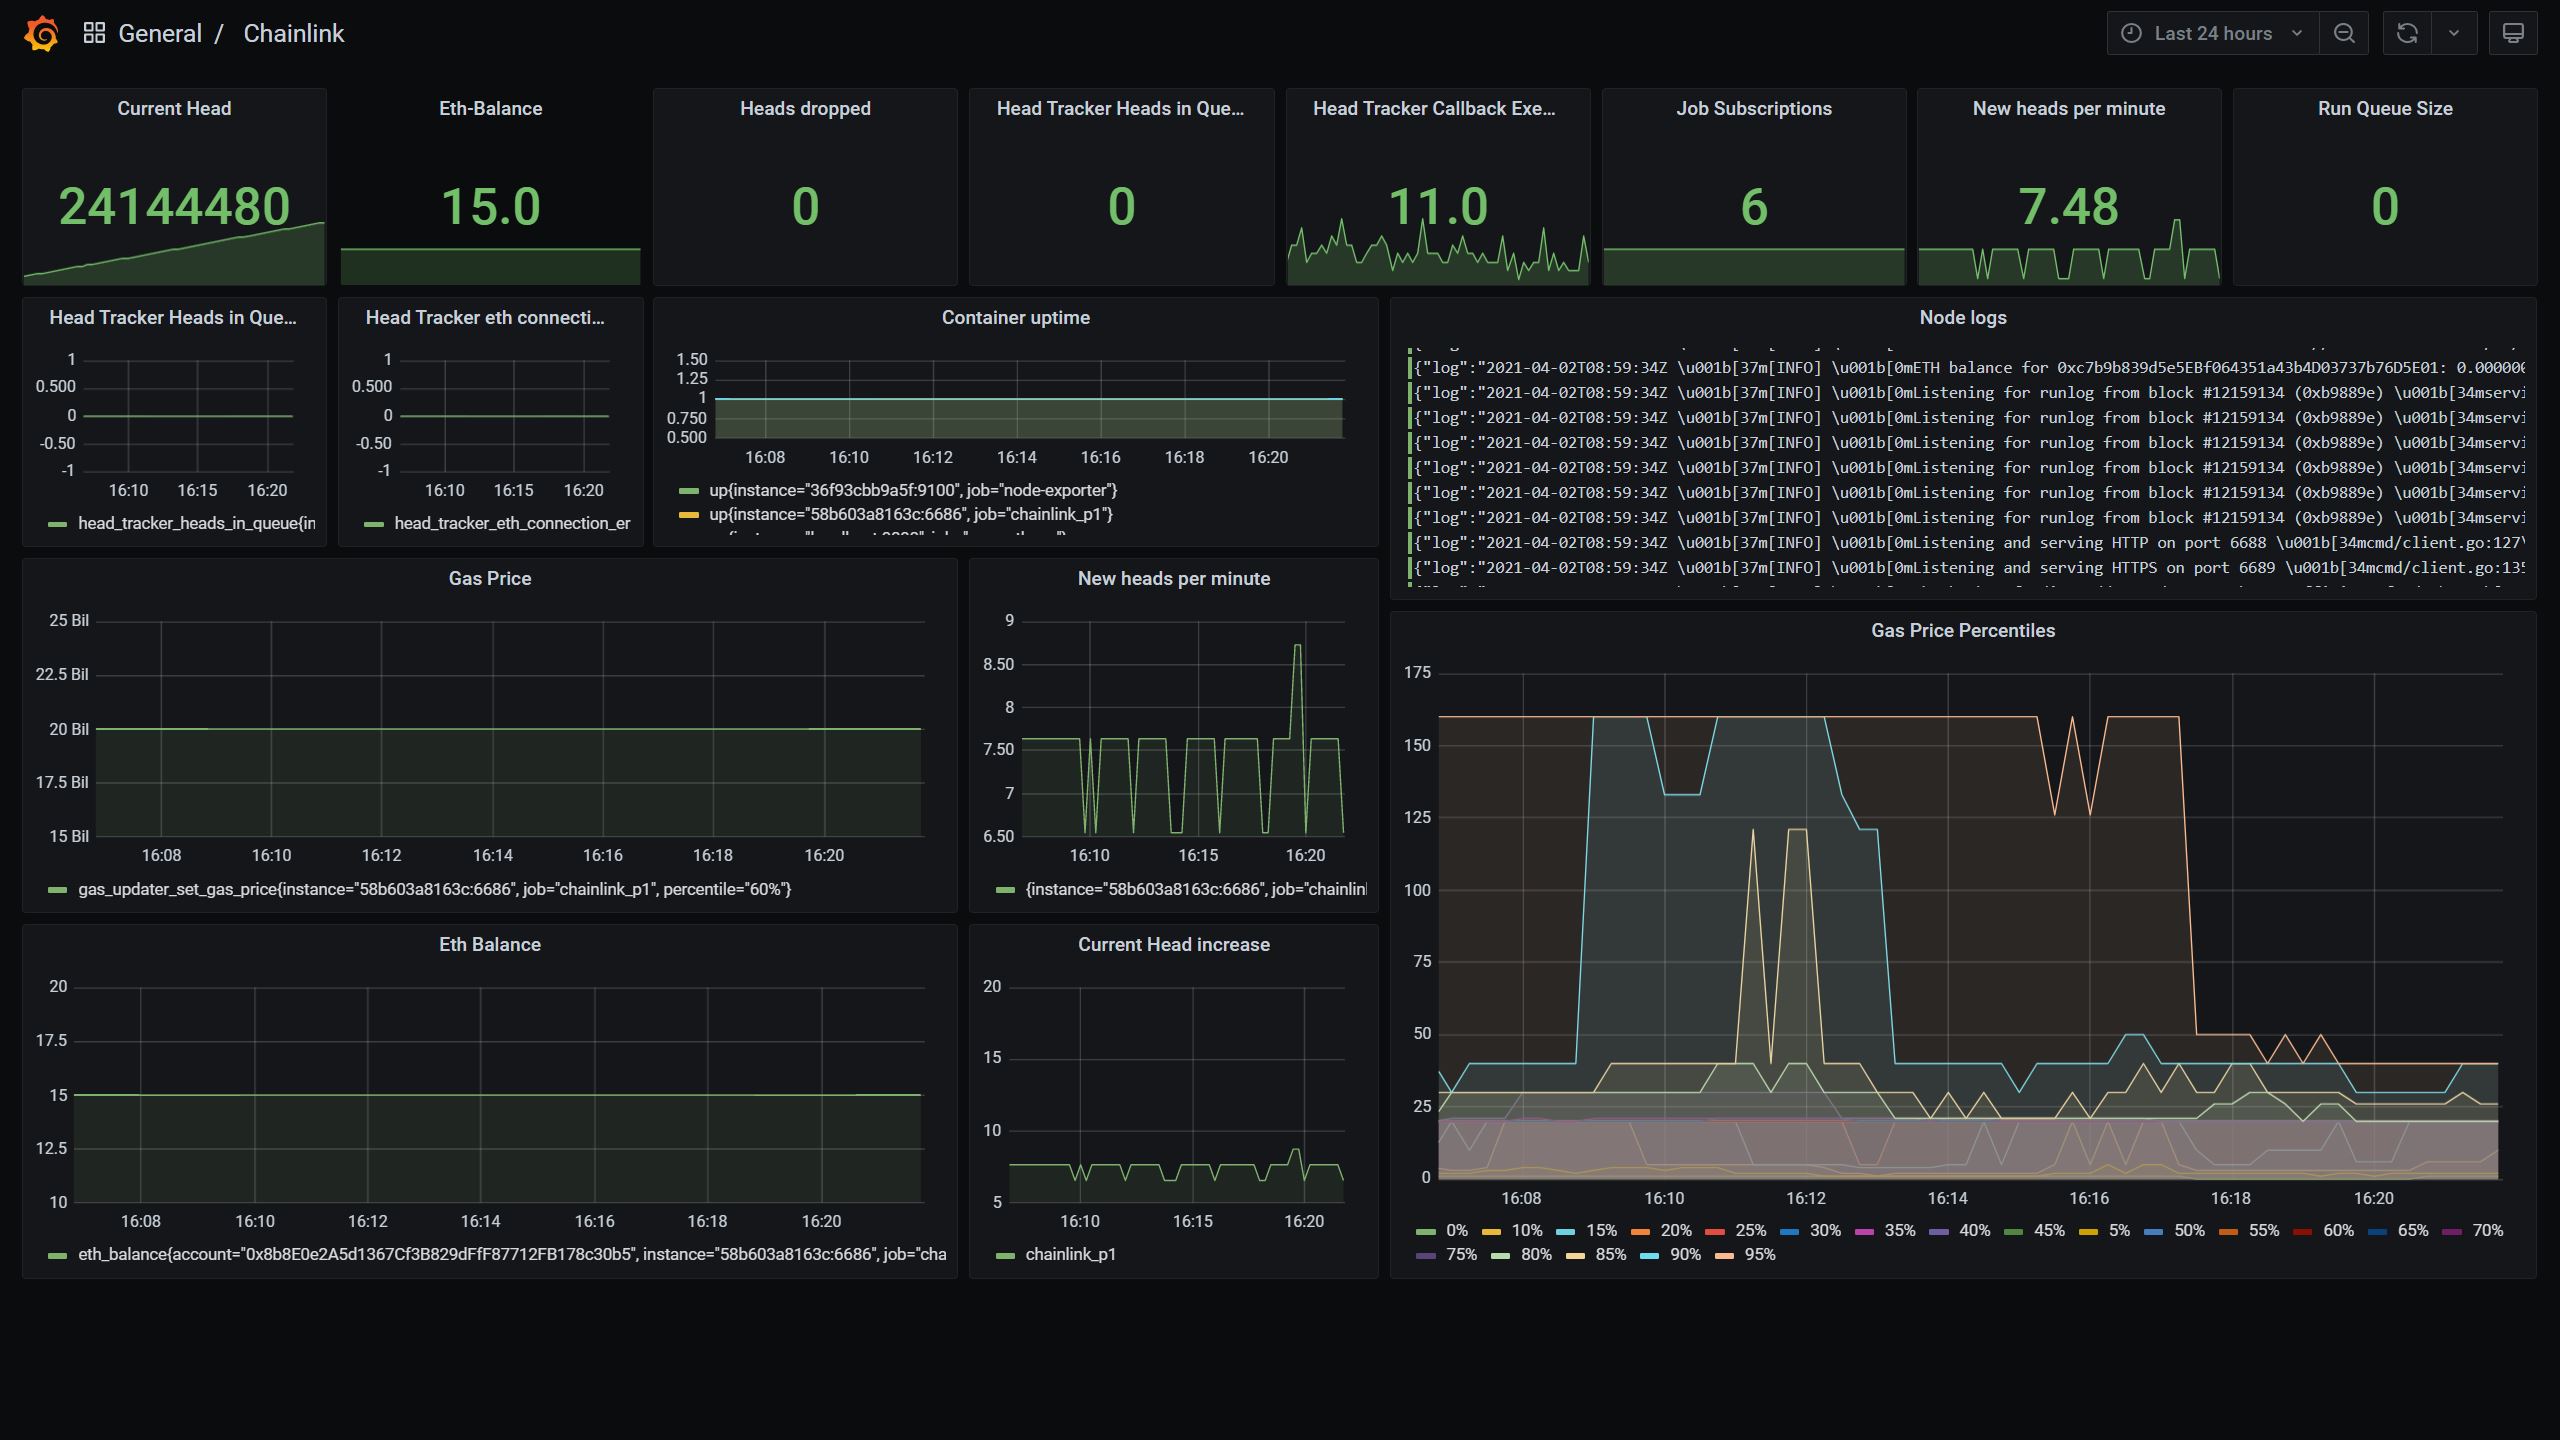 General / Chainlink
Last 24 hours
Current Head
24144480
Eth-Balance
15.0
Heads dropped
0
Head Tracker Heads in Que...
0
Head Tracker Callback Exe...
11.0
Job Subscriptions
6
New heads per minute
7.48
Run Queue Size
0
Head Tracker Heads in Que...
1
0.500
0
-0.50
-1
16:10 16:15 16:20
head_tracker_heads_in_queue{in
Head Tracker eth connecti...
1
0.500
0
-0.50
-1
16:10 16:15 16:20
head_tracker_eth_connection_er
Container uptime
1.50
1.25
1
0.750
0.500
16:08 16:10 16:12 16:14 16:16 16:18 16:20
up{instance="36f93cbb9a5f:9100", job="node-exporter"}
up{instance="58b603a8163c:6686", job="chainlink_p1"}
Node logs
{"log":"2021-04-02T08:59:34Z \u001b[37m[INFO] \u001b[0mETH balance for 0xc7b9b839d5e5EBf064351a43b4D03737b76D5E01: 0.000000
{"log":"2021-04-02T08:59:34Z \u001b[37m[INFO] \u001b[0mListening for runlog from block #12159134 (0xb9889e) \u001b[34mservi
{"log":"2021-04-02T08:59:34Z \u001b[37m[INFO] \u001b[0mListening for runlog from block #12159134 (0xb9889e) \u001b[34mservi
{"log":"2021-04-02T08:59:34Z \u001b[37m[INFO] \u001b[0mListening for runlog from block #12159134 (0xb9889e) \u001b[34mservi
{"log":"2021-04-02T08:59:34Z \u001b[37m[INFO] \u001b[0mListening for runlog from block #12159134 (0xb9889e) \u001b[34mservi
{"log":"2021-04-02T08:59:34Z \u001b[37m[INFO] \u001b[0mListening for runlog from block #12159134 (0xb9889e) \u001b[34mservi
{"log":"2021-04-02T08:59:34Z \u001b[37m[INFO] \u001b[0mListening for runlog from block #12159134 (0xb9889e) \u001b[34mservi
{"log":"2021-04-02T08:59:34Z \u001b[37m[INFO] \u001b[0mListening and serving HTTP on port 6688 \u001b[34mcmd/client.go:127\
{"log":"2021-04-02T08:59:34Z \u001b[37m[INFO] \u001b[0mListening and serving HTTPS on port 6689 \u001b[34mcmd/client.go:135
Gas Price
25 Bil
22.5 Bil
20 Bil
17.5 Bil
15 Bil
16:08 16:10 16:12 16:14 16:16 16:18 16:20
gas_updater_set_gas_price{instance="58b603a8163c:6686", job="chainlink_p1", percentile="60%"}
New heads per minute
9
8.50
8
7.50
7
6.50
16:10 16:15 16:20
{instance="58b603a8163c:6686", job="chainlin
Gas Price Percentiles
175
150
125
100
75
50
25
0
16:08 16:10 16:12 16:14 16:16 16:18 16:20
0% 10% 15% 20% 25% 30% 35% 40% 45% 5% 50% 55% 60% 65% 70%
75% 80% 85% 90% 95%
Eth Balance
20
17.5
15
12.5
10
16:08 16:10 16:12 16:14 16:16 16:18 16:20
eth_balance{account="0x8b8E0e2A5d1367Cf3B829dFfF87712FB178c30b5", instance="58b603a8163c:6686", job="cha
Current Head increase
20
15
10
5
16:10 16:15 16:20
chainlink_p1